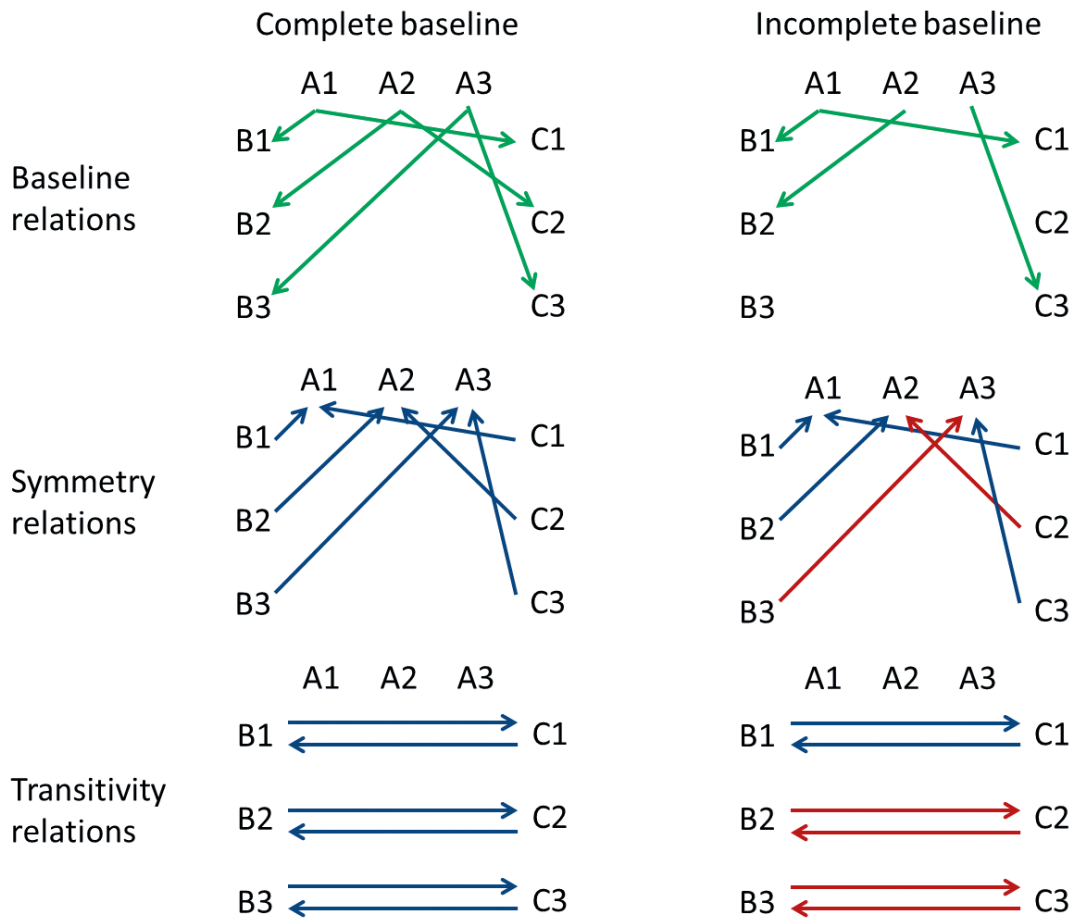 Complete baseline
Incomplete baseline
Baseline
relations
A1 A2 A3
B1 C1
B2 C2
B3 C3
A1 A2 A3
B1 C1
B2 C2
B3 C3
Symmetry
relations
A1 A2 A3
B1 C1
B2 C2
B3 C3
A1 A2 A3
B1 C1
B2 C2
B3 C3
Transitivity
relations
A1 A2 A3
B1 C1
B2 C2
B3 C3
A1 A2 A3
B1 C1
B2 C2
B3 C3